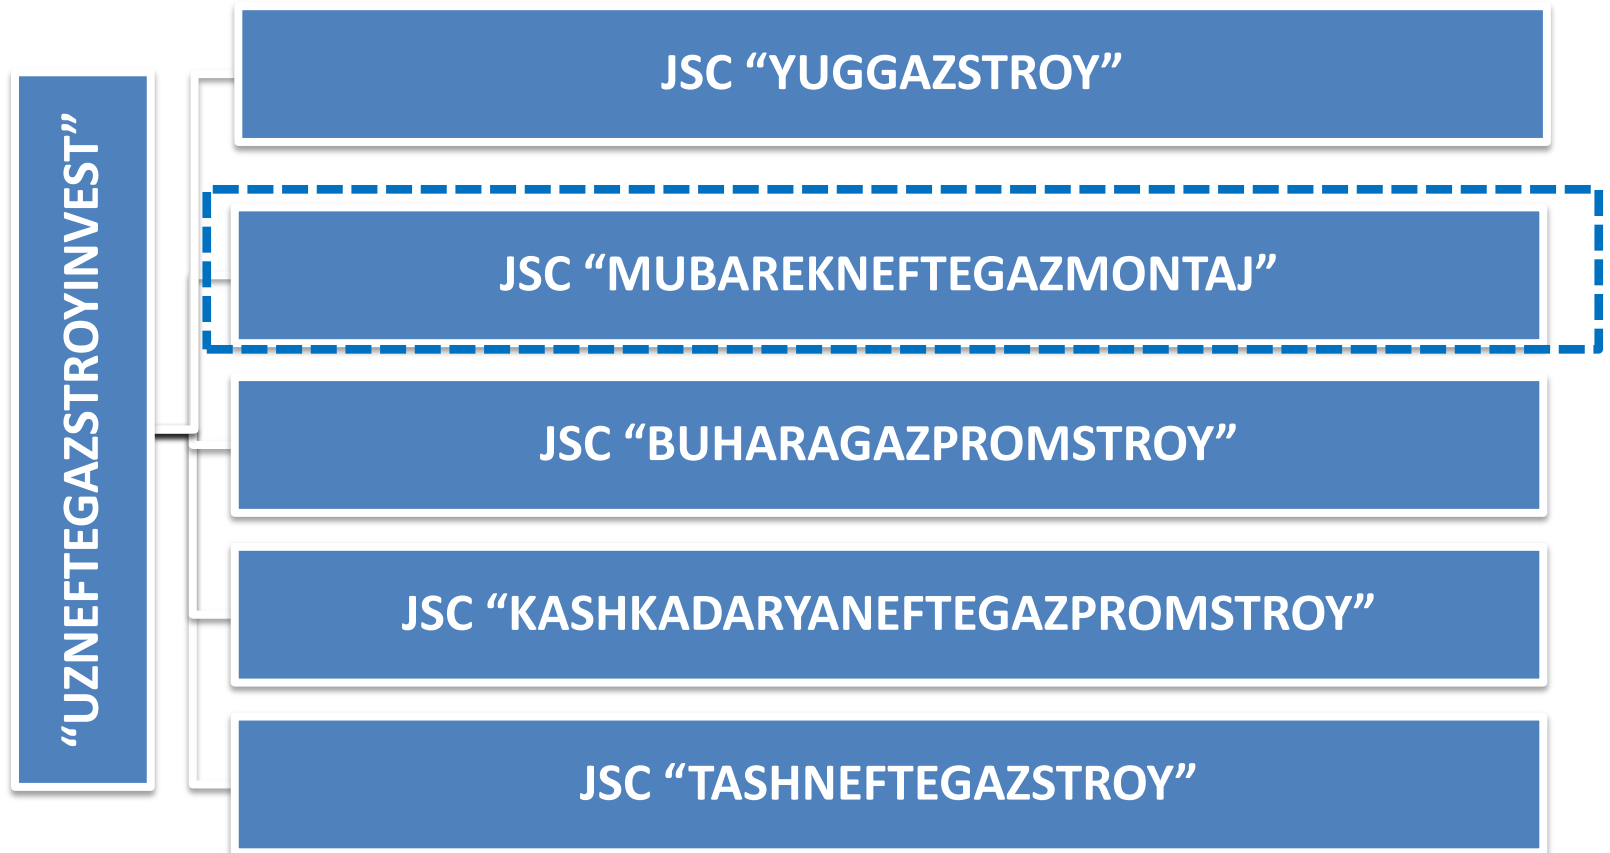 “UZNEFTEGAZSTROYINVEST”
JSC “YUGGAZSTROY”
JSC “MUBAREKNEFTEGAZMONTAJ”
JSC “BUHARAGAZPROMSTROY”
JSC “KASHKADARYANEFTEGAZPROMSTROY”
JSC “TASHNEFTEGAZSTROY”